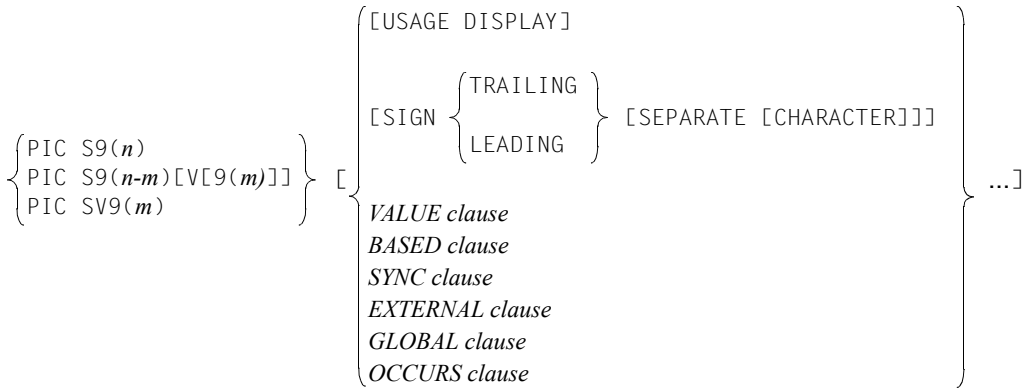 [USAGE DISPLAY]
TRAILING
[SIGN
[SEPARATE [CHARACTER]]]
LEADING
PIC S9(n)
PIC S9(n-m)[V[9(m)]]
PIC SV9(m)
[
...]
VALUE clause
BASED clause
SYNC clause
EXTERNAL clause
GLOBAL clause
OCCURS clause